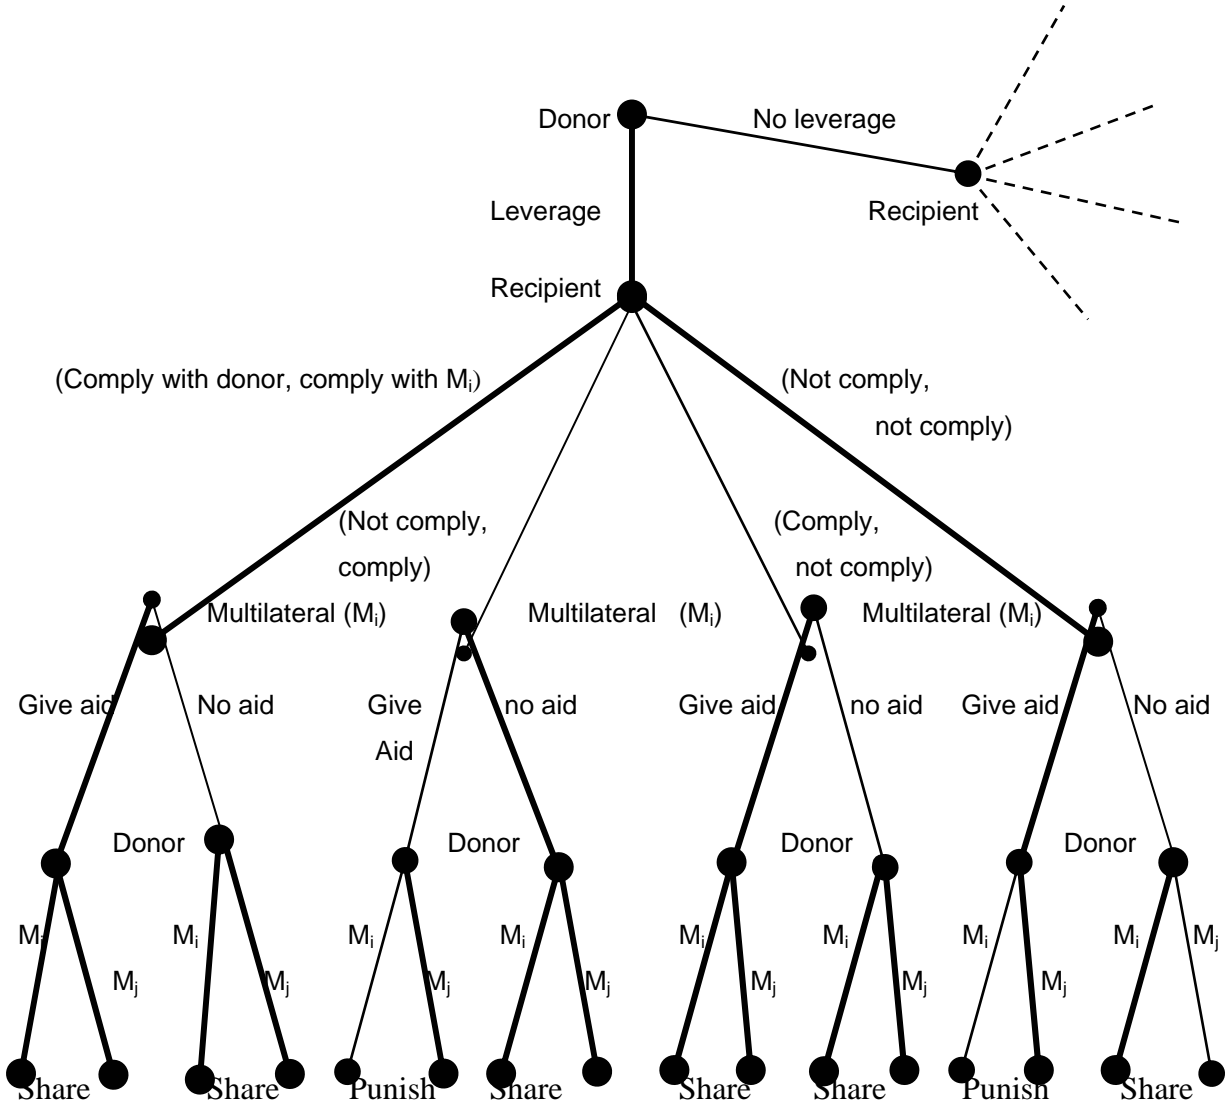 Donor
No leverage
Leverage
Recipient
Recipient
(Comply with donor, comply with Mᵢ)
(Not comply,
not comply)
(Not comply,
comply)
(Comply,
not comply)
Multilateral (Mᵢ)
Multilateral (Mᵢ)
Multilateral (Mᵢ)
Give aid
No aid
Give
Aid
no aid
Give aid
no aid
Give aid
No aid
Donor
Donor
Donor
Donor
Mᵢ
Mⱼ
Mᵢ
Mⱼ
Mᵢ
Mⱼ
Mᵢ
Mⱼ
Mᵢ
Mⱼ
Mᵢ
Mⱼ
Mᵢ
Mⱼ
Mᵢ
Mⱼ
Share
Share
Punish
Share
Share
Share
Punish
Share